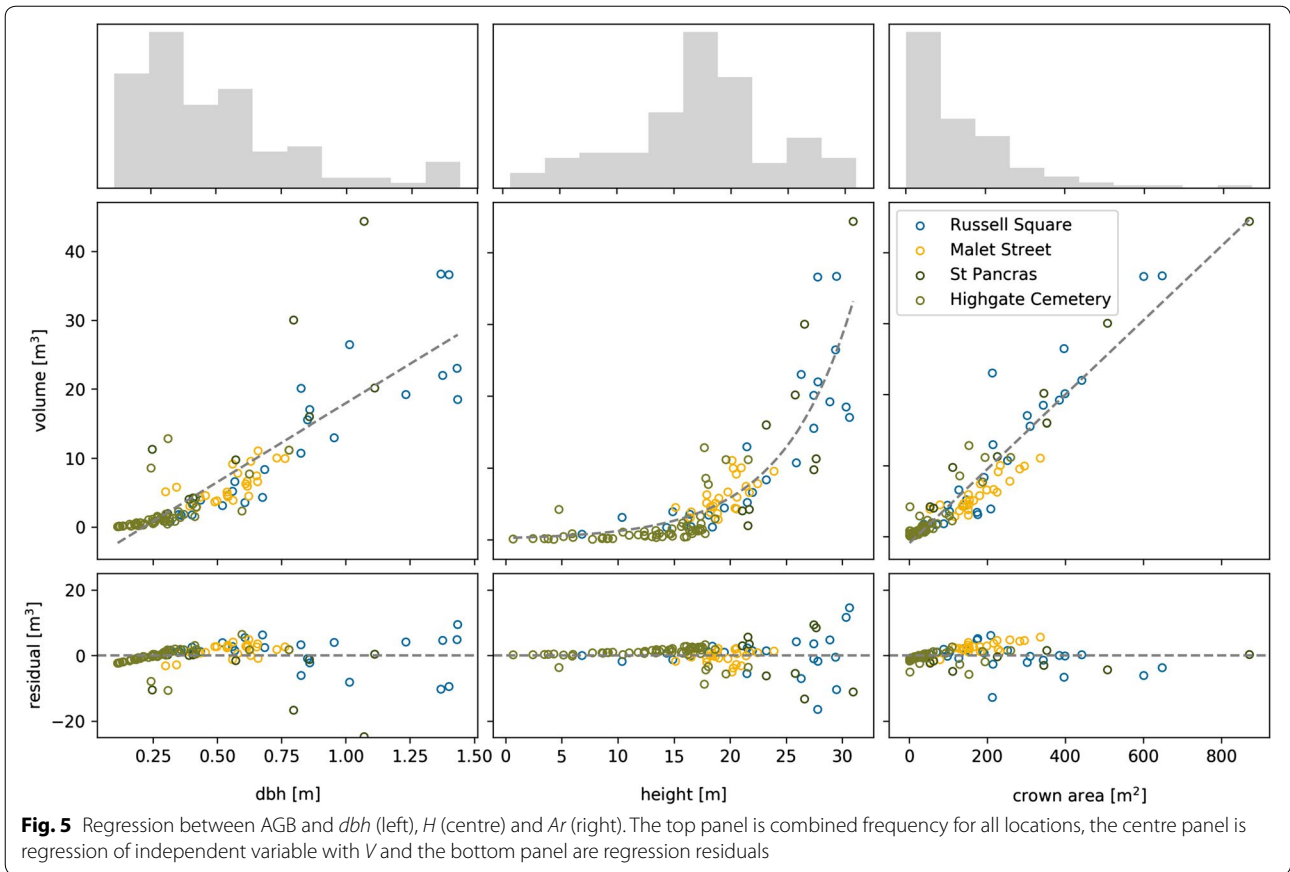 volume [m³]
40
30
20
10
0
Russell Square
Malet Street
St Pancras
Highgate Cemetery
residual [m³]
20
0
−20
0.25 0.50 0.75 1.00 1.25 1.50
0 5 10 15 20 25 30
0 200 400 600 800
dbh [m] height [m] crown area [m²]
Fig. 5 Regression between AGB and dbh (left), H (centre) and Ar (right). The top panel is combined frequency for all locations, the centre panel is
regression of independent variable with V and the bottom panel are regression residuals